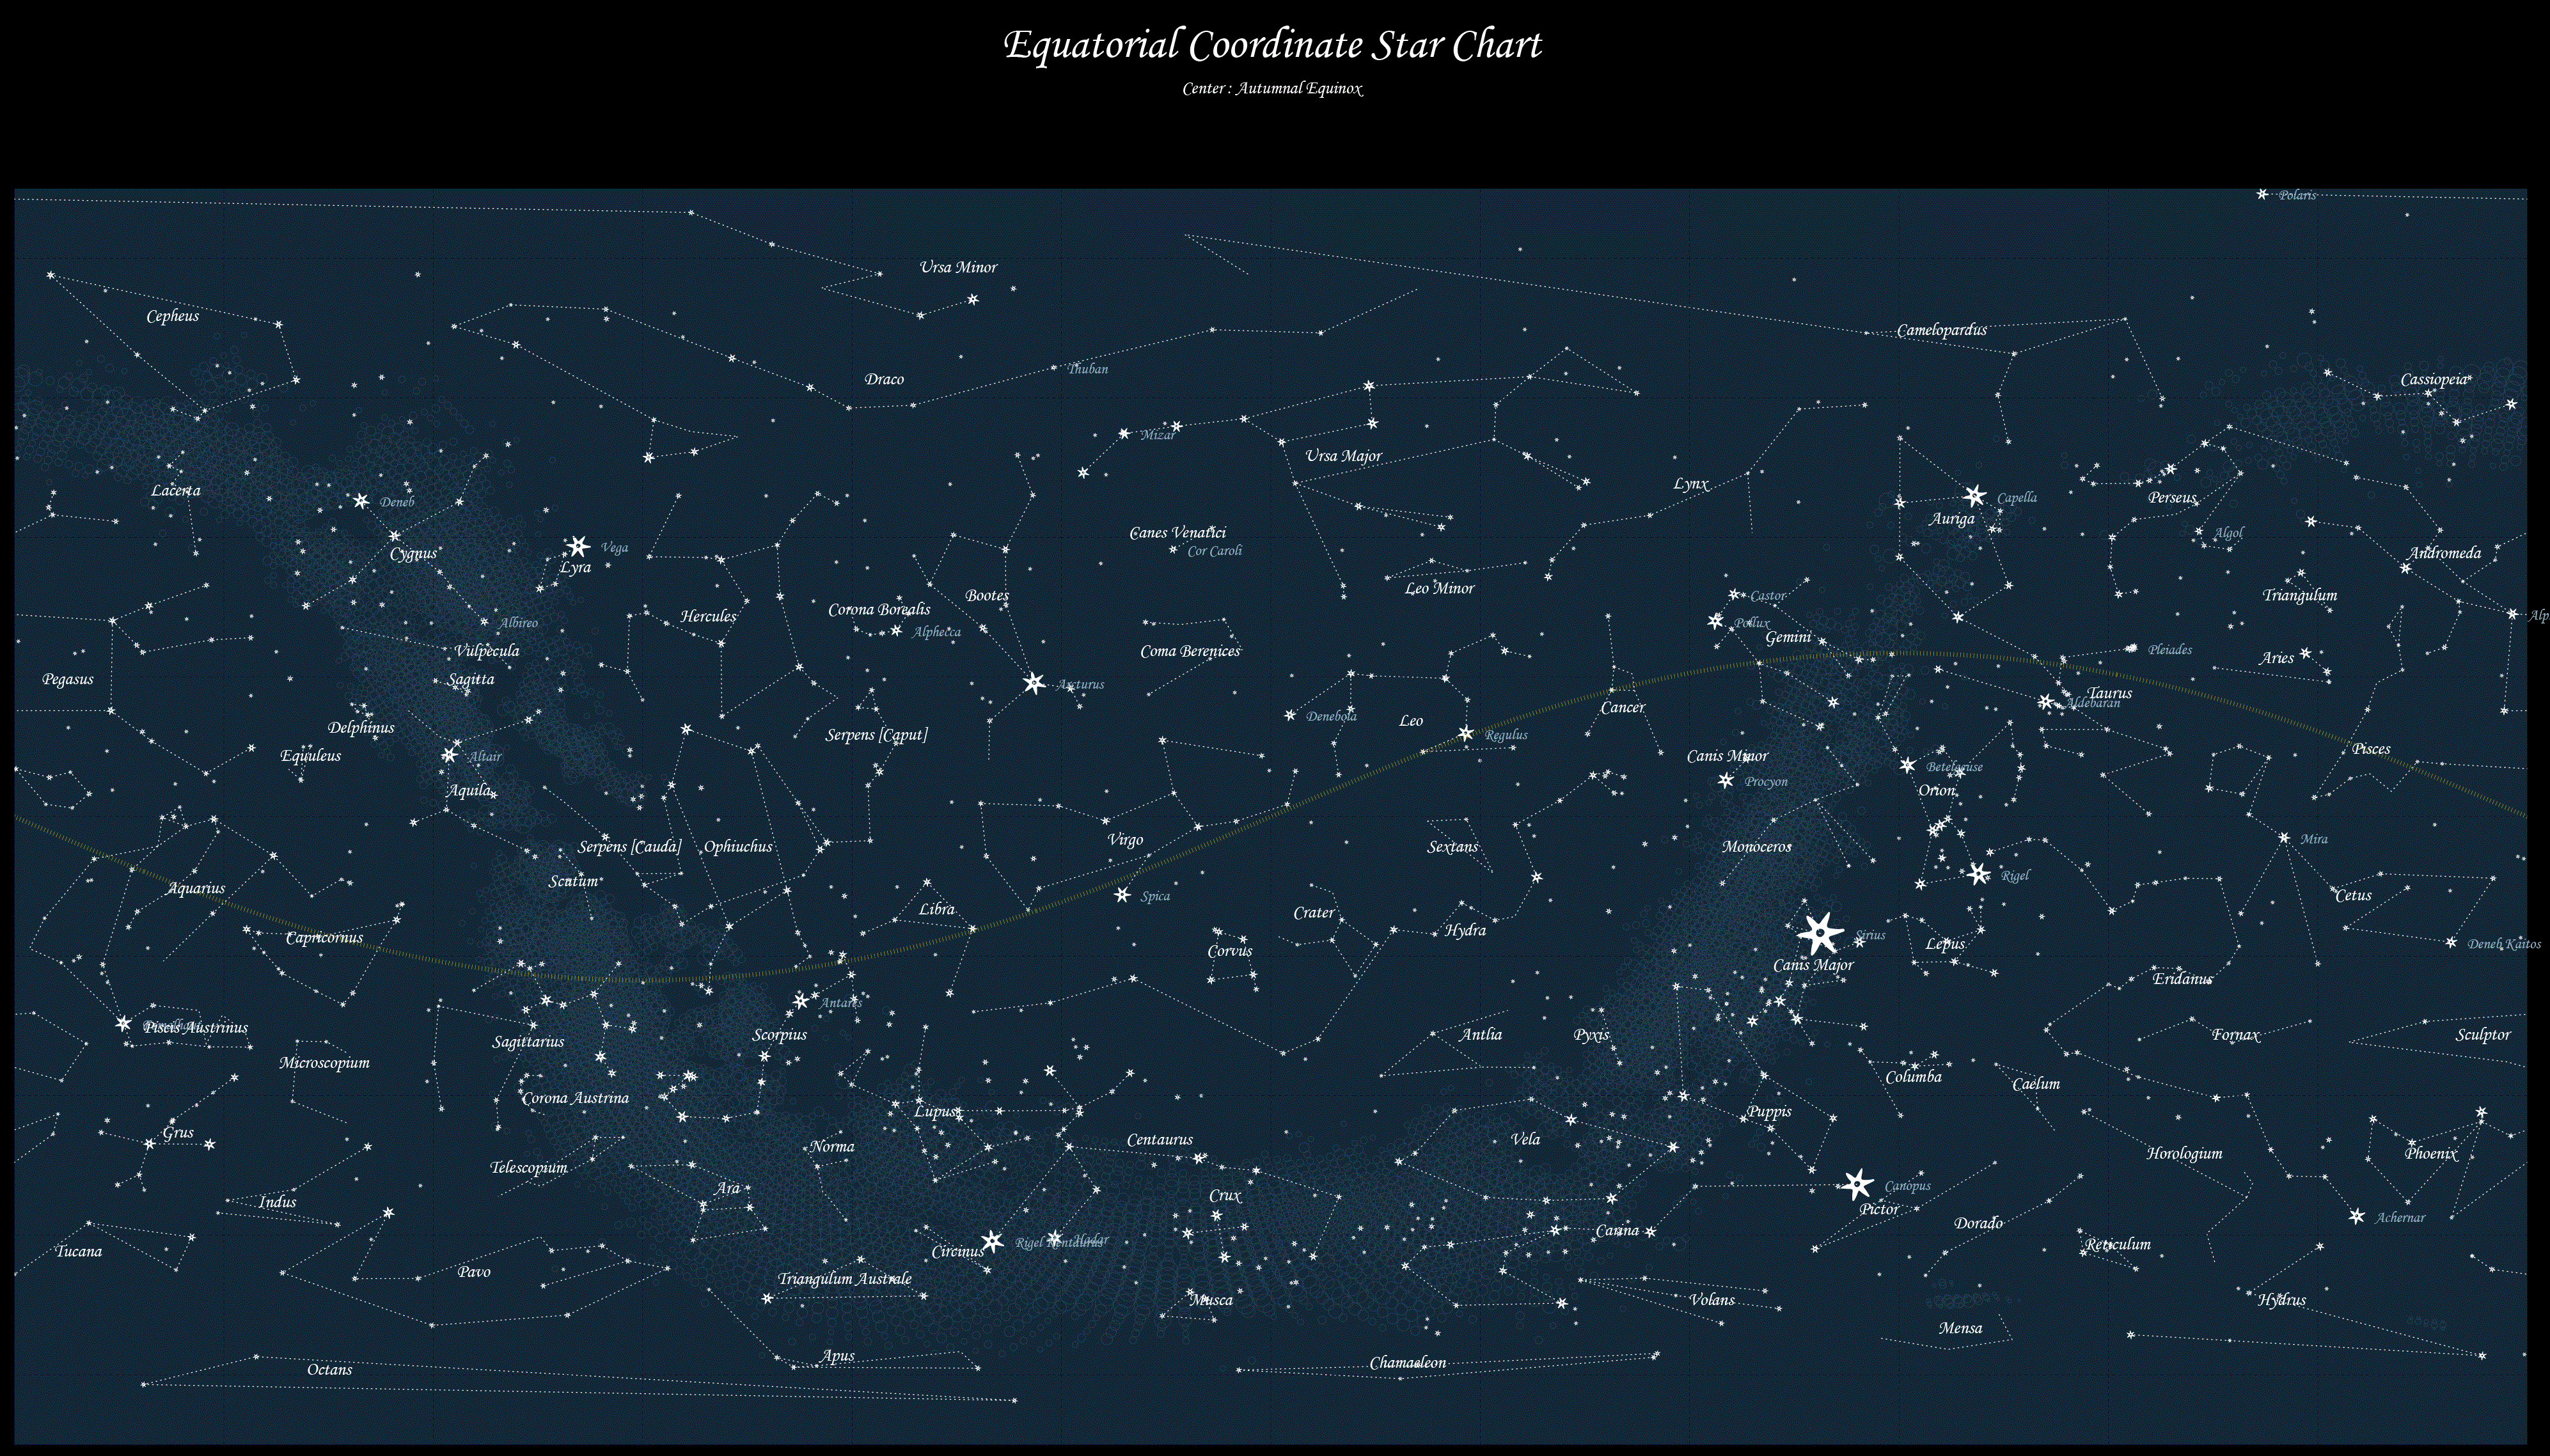 Equatorial Coordinate Star Chart
Center : Autumnal Equinox
Polaris
Ursa Minor
Cepheus
Camelopardus
Thuban
Draco
Cassiopeia
Mizar
Ursa Major
Lynx
Lacerta
Deneb
Perseus
Capella
Auriga
Canes Venatici
Algol
Cygnus
Vega
Cor Caroli
Andromeda
Lyra
Leo Minor
Bootes
Castor
Triangulum
Corona Borealis
Hercules
Alp
Albireo
Alphecca
Pollux
Gemini
Vulpecula
Coma Berenices
Pleiades
Aries
Pegasus
Sagitta
Arcturus
Taurus
Aldebaran
Cancer
Denebola
Leo
Delphinus
Serpens [Caput]
Regulus
Pisces
Equuleus
Altair
Canis Minor
Betelgeuse
Procyon
Aquila
Orion
Virgo
Mira
Serpens [Cauda]
Ophiuchus
Sextans
Monoceros
Scutum
Rigel
Aquarius
Spica
Cetus
Libra
Crater
Hydra
Capricornus
Sirius
Lepus
Deneb Kaitos
Corvus
Canis Major
Eridanus
Antares
Piscis Austrinus
Scorpius
Antlia
Pyxis
Fornax
Sculptor
Sagittarius
Microscopium
Columba
Caelum
Corona Austrina
Lupus
Puppis
Grus
Centaurus
Vela
Norma
Horologium
Phoenix
Telescopium
Ara
Canopus
Crux
Indus
Pictor
Achernar
Dorado
Carina
Hadar
Rigel Kentaurus
Reticulum
Tucana
Circinus
Pavo
Triangulum Australe
Musca
Volans
Hydrus
Mensa
Apus
Chamaeleon
Octans